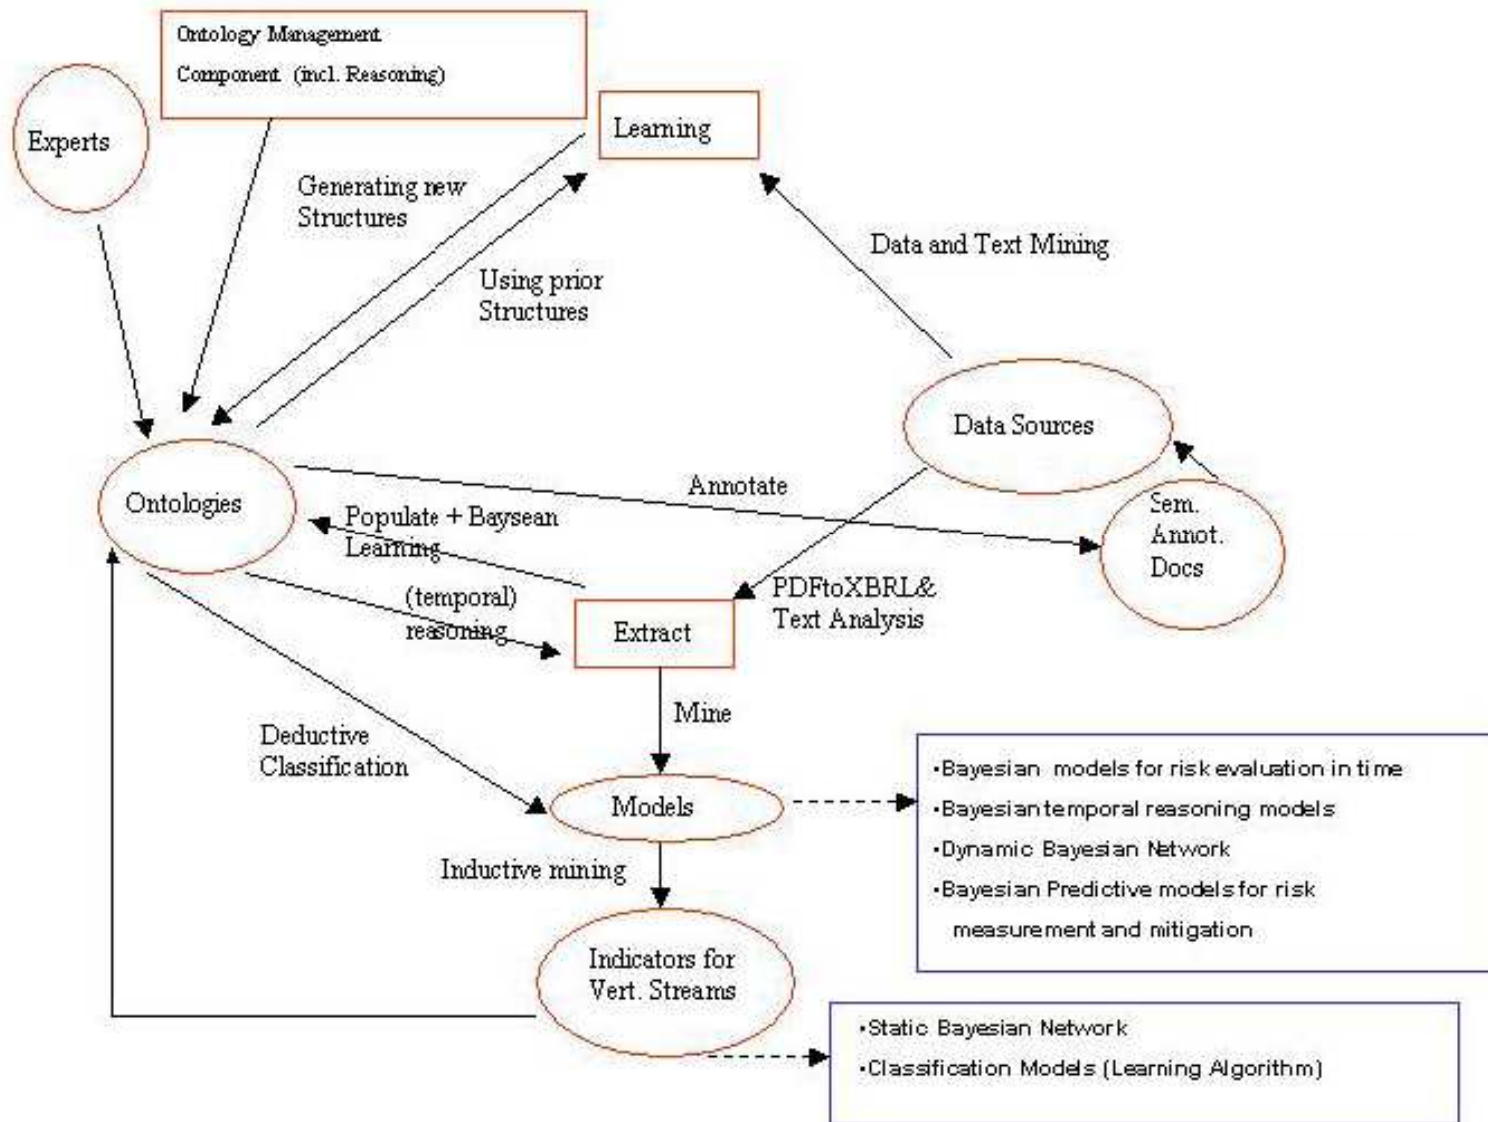 Ontology Management
Component (incl. Reasoning)
Experts
Learning
Generating new
Structures
Using prior
Structures
Data and Text Mining
Data Sources
Annotate
Ontologies
Sem.
Annot.
Docs
Populate + Baysean
Learning
(temporal)
reasoning
PDFtoXBRL&
Text Analysis
Extract
Mine
Deductive
Classification
Models
•Bayesian models for risk evaluation in time
•Bayesian temporal reasoning models
•Dynamic Bayesian Network
•Bayesian Predictive models for risk
measurement and mitigation
Inductive mining
Indicators for
Vert. Streams
•Static Bayesian Network
•Classification Models (Learning Algorithm)